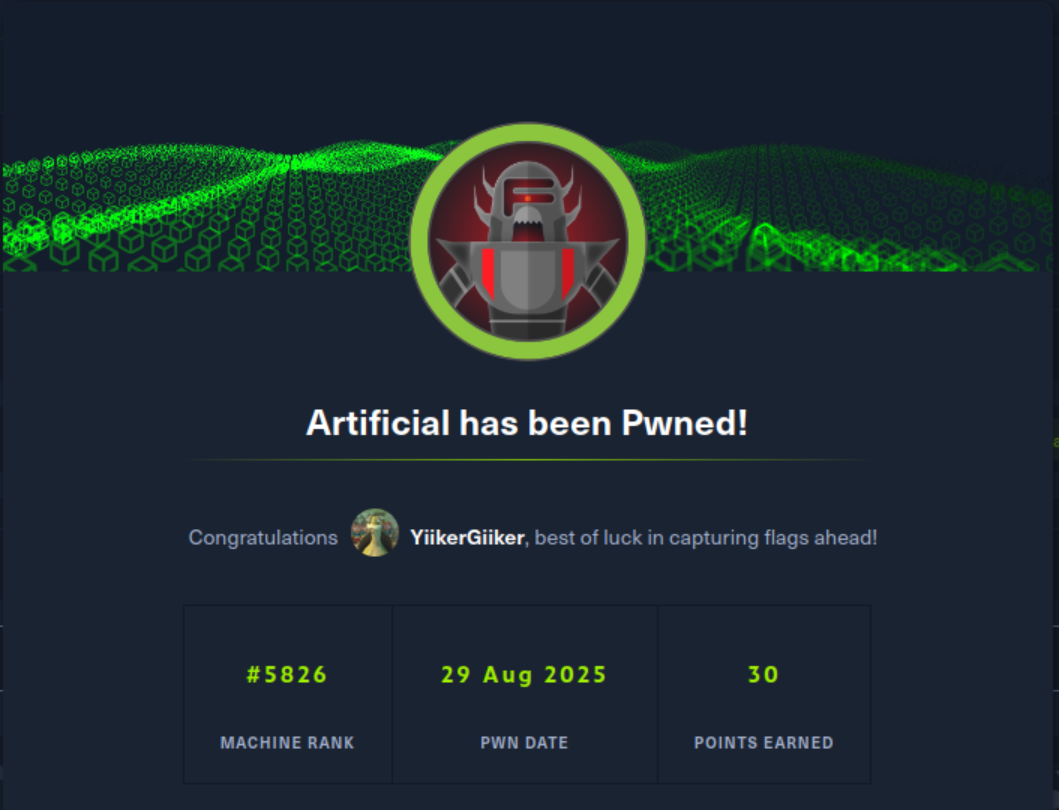 Artificial has been Pwned!
Congratulations YiikerGiiker, best of luck in capturing flags ahead!
#5826 29 Aug 2025 30
MACHINE RANK PWN DATE POINTS EARNED